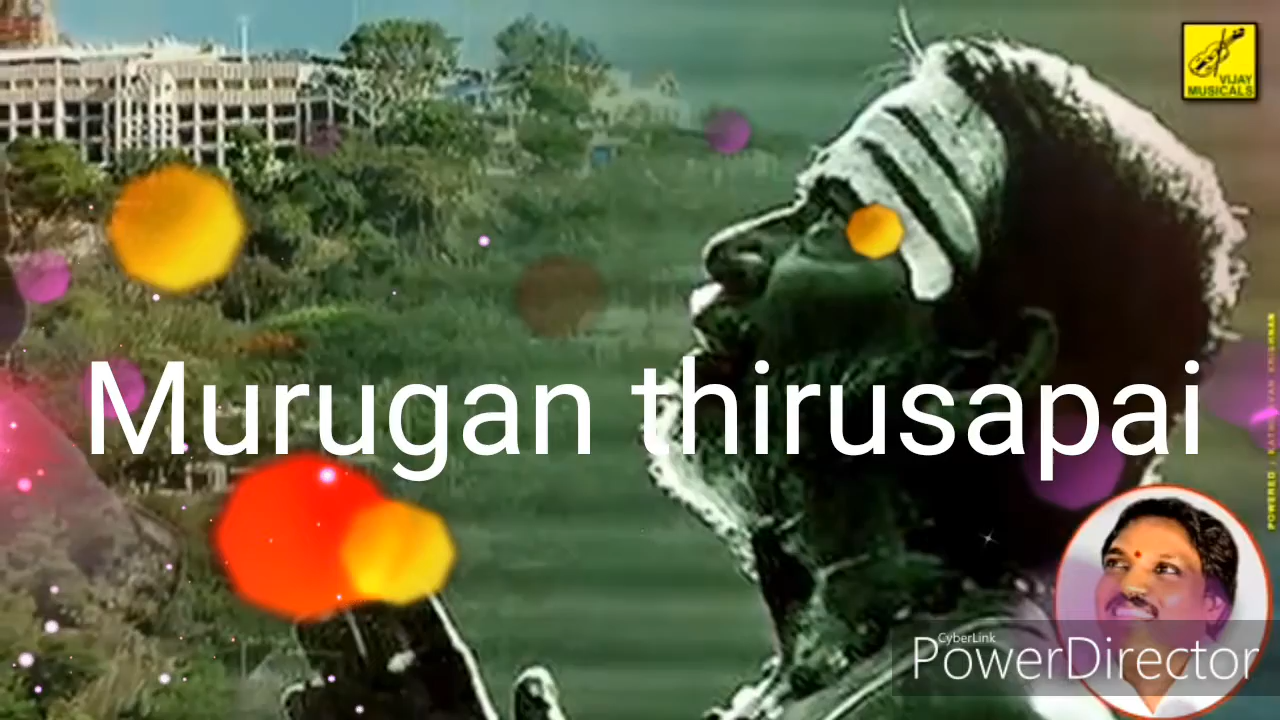 VIJAY
MUSICALS
Murugan thirusapai
CyberLink
PowerDirector